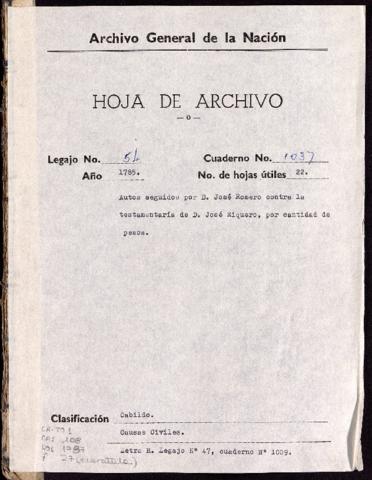 Archivo General de la Nación
HOJA DE ARCHIVO
—o—
Legajo No. 51 Cuaderno No. 1037
Año 1785. No. de hojas útiles 22.
Autos seguidos por D. José Romero contra la
testamentaría de D. José Riquero, por cantidad de
pesos.
Clasificación Cabildo.
Causas Civiles.
Letra R. Legajo Nº 47, cuaderno Nº 1009.